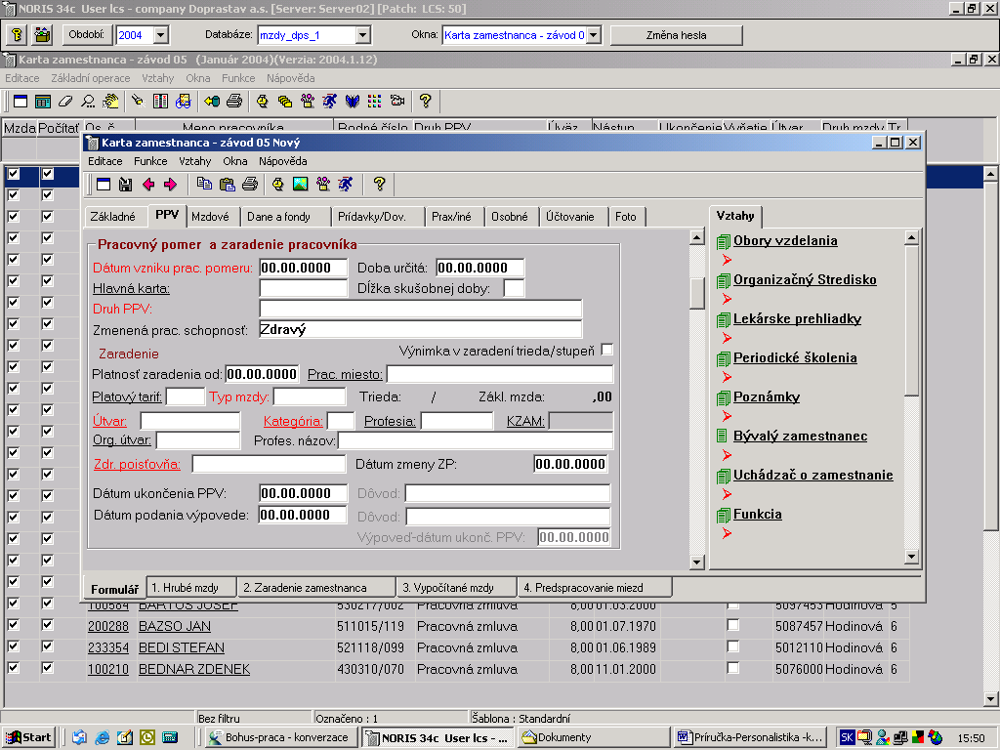 NORIS 34c  User lcs - company Doprastav a.s. [Server: Server02] [Patch:  LCS: 50]
Období: 2004 Databáze: mzdy_dps_1 Okna: Karta zamestnanca - závod 0 Změna hesla
Karta zamestnanca - závod 05  (Január 2004)(Verzia: 2004.1.12)
Editace Základní operace Vztahy Okna Funkce Nápověda
Mzda Počítať Os. č. Meno pracovníka Rodné číslo Druh PPV Úväz. Nástup Ukončenie Vyňatie Útvar Druh mzdy Tr.
Karta zamestnanca - závod 05 Nový
Editace Funkce Vztahy Okna Nápověda
Základné PPV Mzdové Dane a fondy Prídavky/Dov. Prax/iné Osobné Účtovanie Foto Vztahy
Pracovný pomer  a zaradenie pracovníka
Dátum vzniku prac. pomeru: 00.00.0000 Doba určitá: 00.00.0000
Hlavná karta: Dĺžka skušobnej doby:
Druh PPV:
Zmenená prac. schopnosť: Zdravý
Zaradenie Výnimka v zaradení trieda/stupeň
Platnosť zaradenia od: 00.00.0000 Prac. miesto:
Platový tarif: Typ mzdy: Trieda: / Zákl. mzda: ,00
Útvar: Kategória: Profesia: KZAM:
Org. útvar: Profes. názov:
Zdr. poisťovňa: Dátum zmeny ZP: 00.00.0000
Dátum ukončenia PPV: 00.00.0000 Dôvod:
Dátum podania výpovede: 00.00.0000 Dôvod:
Výpoveď-dátum ukonč. PPV: 00.00.0000
Obory vzdelania
Organizačný Stredisko
Lekárske prehliadky
Periodické školenia
Poznámky
Bývalý zamestnanec
Uchádzač o zamestnanie
Funkcia
Formulář 1. Hrubé mzdy 2. Zaradenie zamestnanca 3. Vypočítané mzdy 4. Predspracovanie miezd
100584 BARTOS JOSEF 530217/002 Pracovná zmluva 8,00 01.03.2000 5097453 Hodinová 5
200288 BAZSO JAN 511015/119 Pracovná zmluva 8,00 01.07.1970 5087457 Hodinová 6
233354 BEDI STEFAN 521118/099 Pracovná zmluva 8,00 01.06.1989 5012110 Hodinová 6
100210 BEDNAR ZDENEK 430310/070 Pracovná zmluva 8,00 11.01.2000 5076000 Hodinová 6
Bez filtru Označeno : 1 Šablona : Standardní
Start Bohus-praca - konverzace NORIS 34c  User lcs - ... Dokumenty Príručka-Personalistika -k... SK 15:50